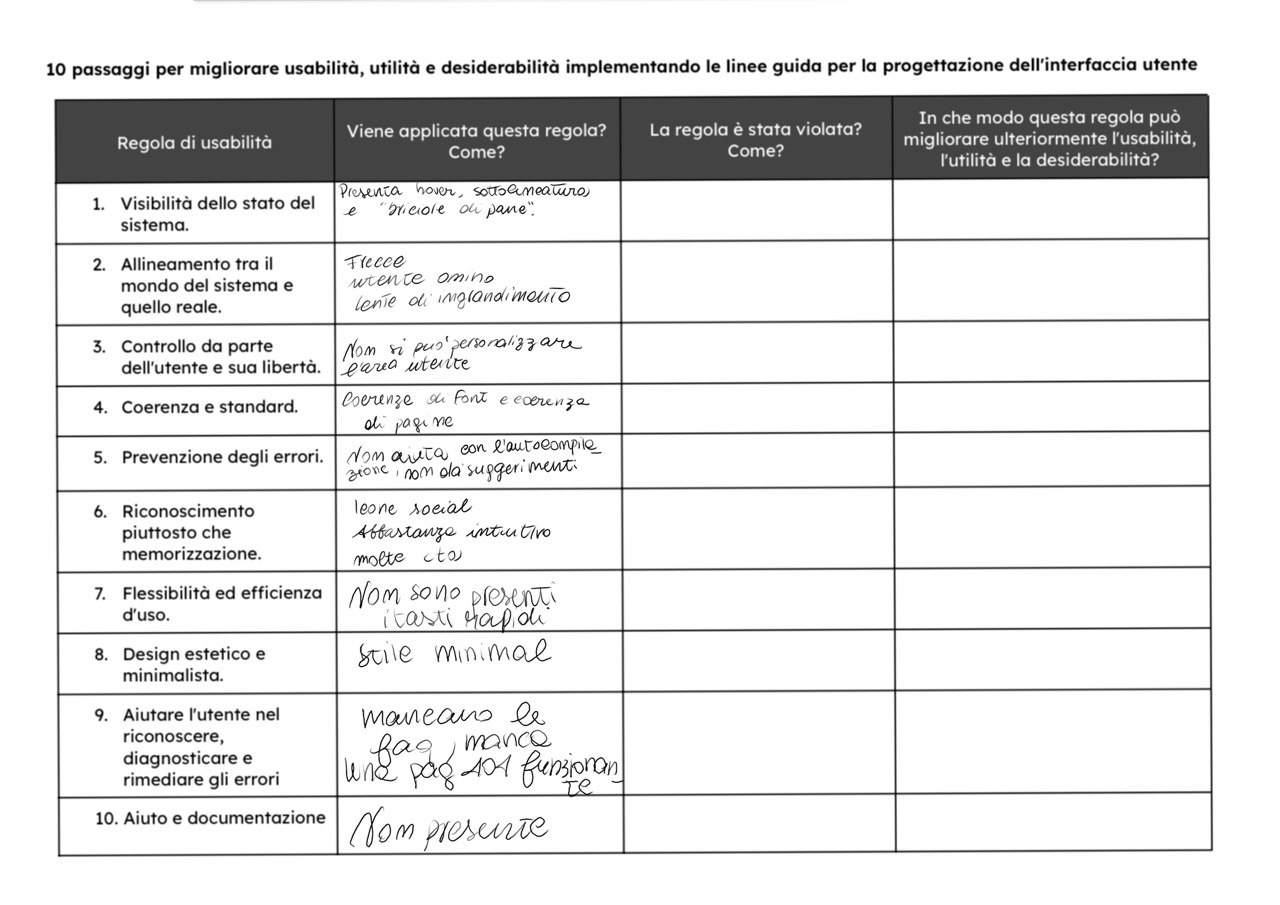 10 passaggi per migliorare usabilità, utilità e desiderabilità implementando le linee guida per la progettazione dell'interfaccia utente
Regola di usabilità
Viene applicata questa regola?
Come?
La regola è stata violata?
Come?
In che modo questa regola può
migliorare ulteriormente l'usabilità,
l'utilità e la desiderabilità?
1. Visibilità dello stato del
sistema.
Presenta hover, sottolineatura
e "briciole di pane".
2. Allineamento tra il
mondo del sistema e
quello reale.
Frecce
utente omino
lente di ingrandimento
3. Controllo da parte
dell'utente e sua libertà.
Non si può personalizzare
l'area utente
4. Coerenza e standard.
Coerenze di font e coerenza
di pagine
5. Prevenzione degli errori.
Non aiuta con l'autocompila
zione, non da suggerimenti
6. Riconoscimento
piuttosto che
memorizzazione.
Icone social
Abbastanza intuitivo
molte cta
7. Flessibilità ed efficienza
d'uso.
Non sono presenti
i tasti rapidi
8. Design estetico e
minimalista.
Stile minimal
9. Aiutare l'utente nel
riconoscere,
diagnosticare e
rimediare gli errori
mancano le
faq, manca
una pag 404 funzionan-
te
10. Aiuto e documentazione
Non presente